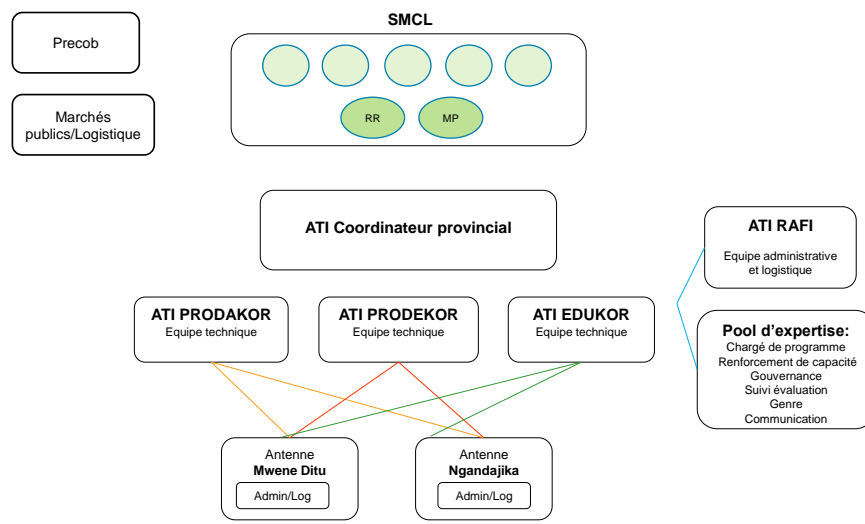 SMCL
Precob
Marchés
publics/Logistique
RR
MP
ATI Coordinateur provincial
ATI RAFI
Equipe administrative
et logistique
ATI PRODAKOR
Equipe technique
ATI PRODEKOR
Equipe technique
ATI EDUKOR
Equipe technique
Pool d’expertise:
Chargé de programme
Renforcement de capacité
Gouvernance
Suivi évaluation
Genre
Communication
Antenne
Mwene Ditu
Admin/Log
Antenne
Ngandajika
Admin/Log